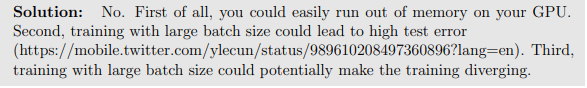 Solution: No. First of all, you could easily run out of memory on your GPU.
Second, training with large batch size could lead to high test error
(https://mobile.twitter.com/ylecun/status/989610208497360896?lang=en). Third,
training with large batch size could potentially make the training diverging.